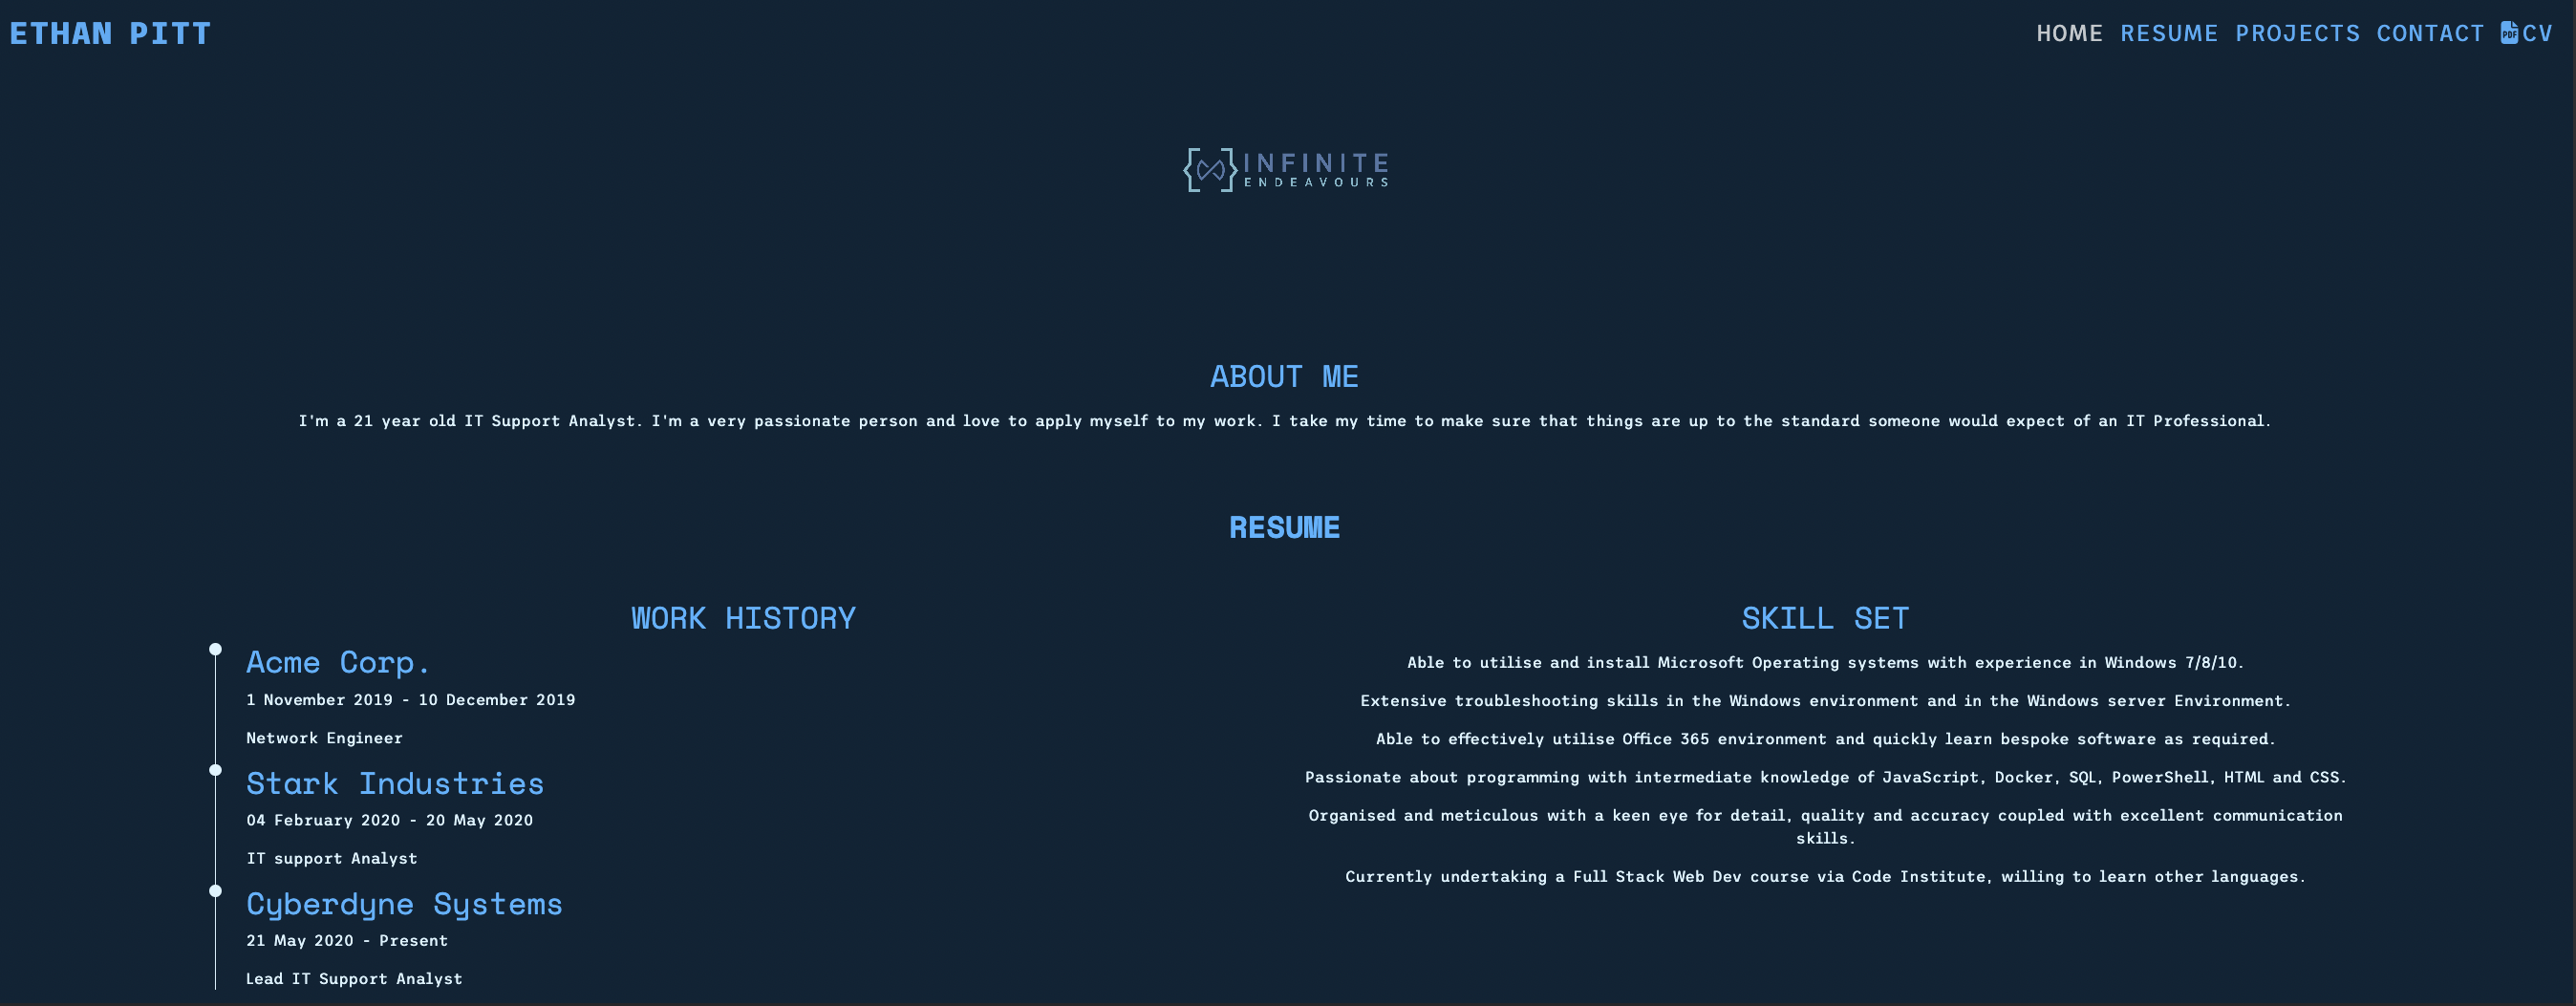 ETHAN PITT
HOME RESUME PROJECTS CONTACT PDF CV
INFINITE
ENDEAVOURS
ABOUT ME
I'm a 21 year old IT Support Analyst. I'm a very passionate person and love to apply myself to my work. I take my time to make sure that things are up to the standard someone would expect of an IT Professional.
RESUME
WORK HISTORY
Acme Corp.
1 November 2019 - 10 December 2019
Network Engineer
Stark Industries
04 February 2020 - 20 May 2020
IT support Analyst
Cyberdyne Systems
21 May 2020 - Present
Lead IT Support Analyst
SKILL SET
Able to utilise and install Microsoft Operating systems with experience in Windows 7/8/10.
Extensive troubleshooting skills in the Windows environment and in the Windows server Environment.
Able to effectively utilise Office 365 environment and quickly learn bespoke software as required.
Passionate about programming with intermediate knowledge of JavaScript, Docker, SQL, PowerShell, HTML and CSS.
Organised and meticulous with a keen eye for detail, quality and accuracy coupled with excellent communication
skills.
Currently undertaking a Full Stack Web Dev course via Code Institute, willing to learn other languages.